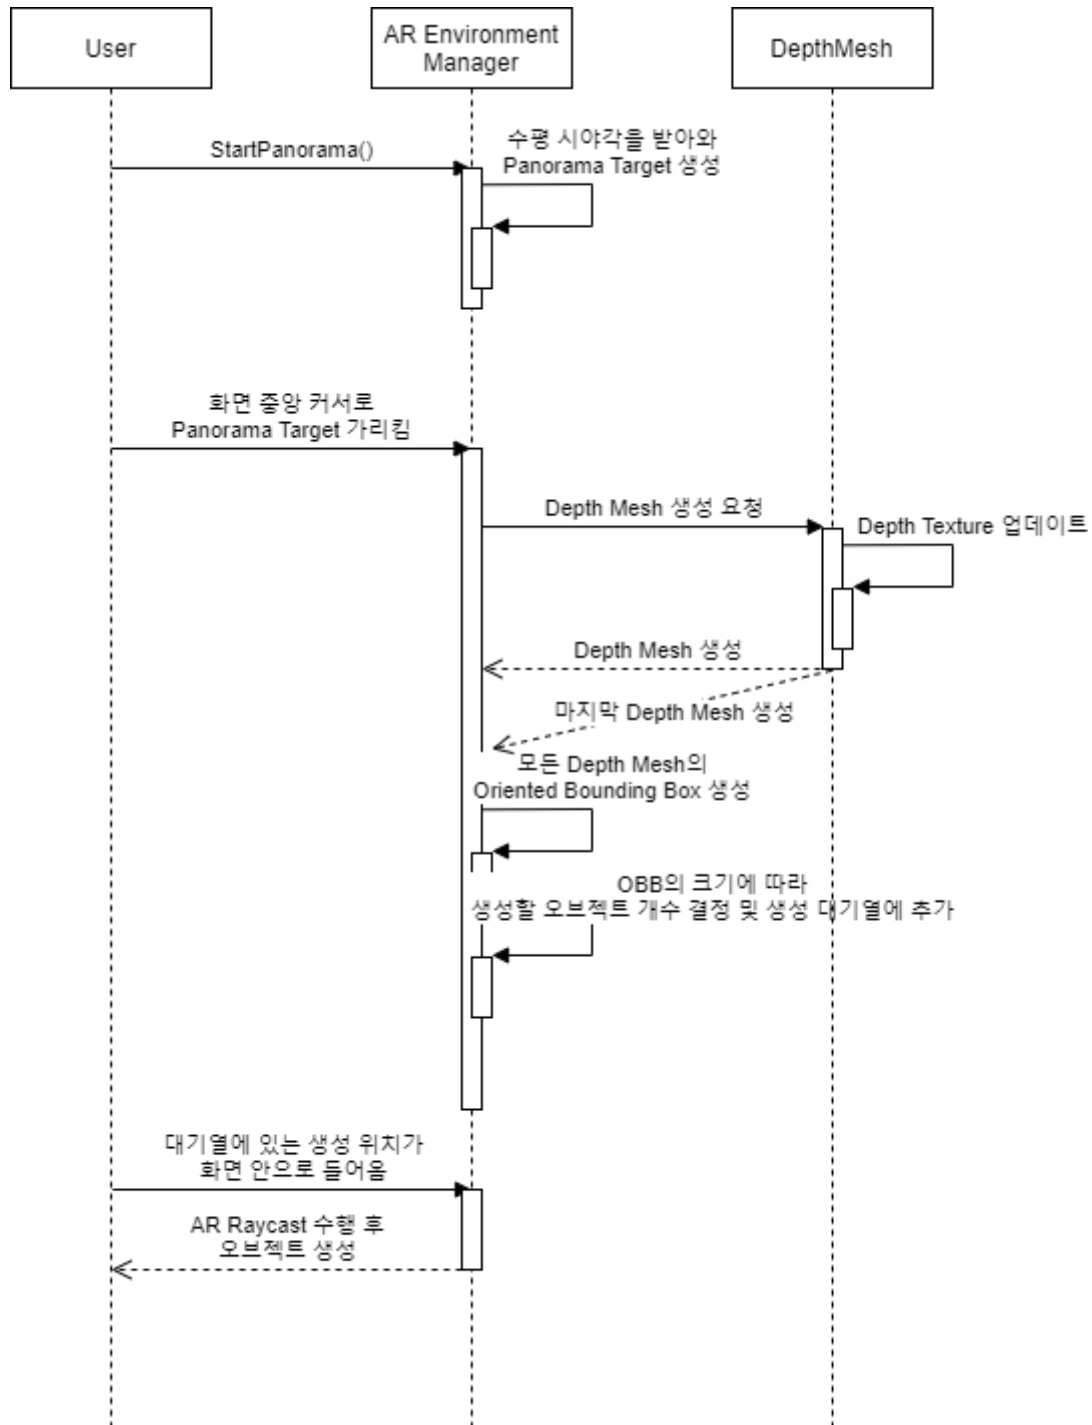 User
AR Environment
Manager
DepthMesh
StartPanorama()
수평 시야각을 받아와
Panorama Target 생성
화면 중앙 커서로
Panorama Target 가리킴
Depth Mesh 생성 요청
Depth Texture 업데이트
Depth Mesh 생성
마지막 Depth Mesh 생성
모든 Depth Mesh의
Oriented Bounding Box 생성
OBB의 크기에 따라
생성할 오브젝트 개수 결정 및 생성 대기열에 추가
대기열에 있는 생성 위치가
화면 안으로 들어옴
AR Raycast 수행 후
오브젝트 생성